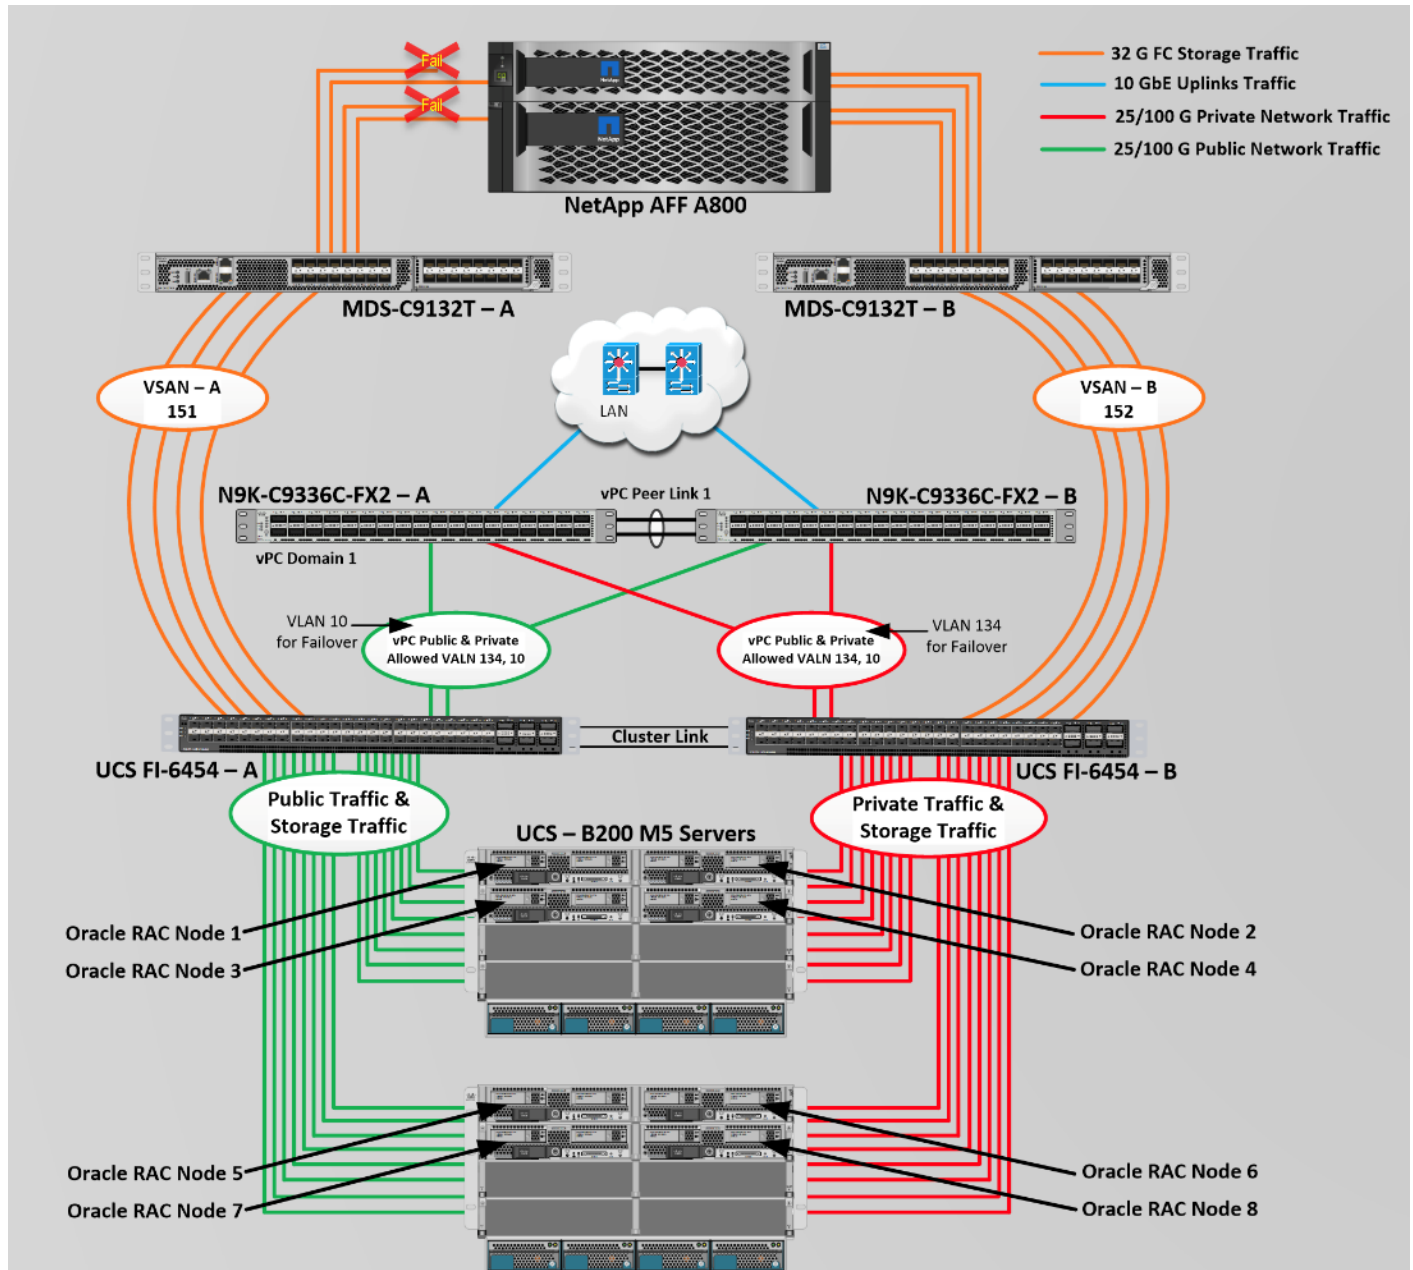 Fail
Fail
NetApp
NetApp
NetApp AFF A800
32 G FC Storage Traffic
10 GbE Uplinks Traffic
25/100 G Private Network Traffic
25/100 G Public Network Traffic
MDS-C9132T – A
MDS-C9132T – B
VSAN – A
151
VSAN – B
152
LAN
N9K-C9336C-FX2 – A
vPC Peer Link 1
N9K-C9336C-FX2 – B
vPC Domain 1
VLAN 10
for Failover
vPC Public & Private
Allowed VALN 134, 10
vPC Public & Private
Allowed VALN 134, 10
VLAN 134
for Failover
Cluster Link
UCS FI-6454 – A
UCS FI-6454 – B
Public Traffic &
Storage Traffic
Private Traffic &
Storage Traffic
UCS – B200 M5 Servers
Oracle RAC Node 1
Oracle RAC Node 2
Oracle RAC Node 3
Oracle RAC Node 4
Oracle RAC Node 5
Oracle RAC Node 6
Oracle RAC Node 7
Oracle RAC Node 8